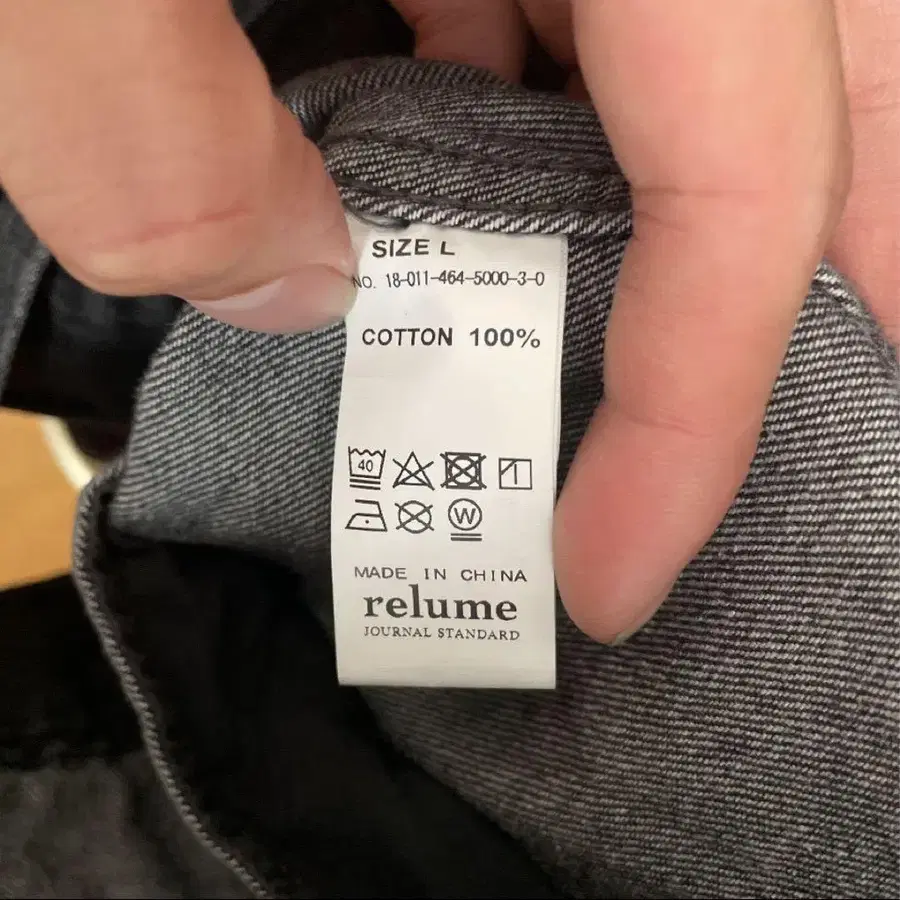 SIZE L
NO. 18-011-464-5000-3-0
COTTON 100%
40
W
MADE IN CHINA
relume
JOURNAL STANDARD